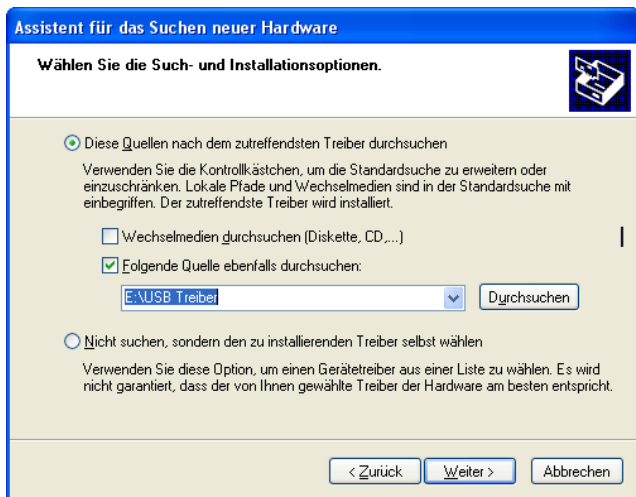 Assistent für das Suchen neuer Hardware
Wählen Sie die Such- und Installationsoptionen.
Diese Quellen nach dem zutreffendsten Treiber durchsuchen
Verwenden Sie die Kontrollkästchen, um die Standardsuche zu erweitern oder
einzuschränken. Lokale Pfade und Wechselmedien sind in der Standardsuche mit
einbegriffen. Der zutreffendste Treiber wird installiert.
Wechselmedien durchsuchen (Diskette, CD,...)
Folgende Quelle ebenfalls durchsuchen:
E:\USB Treiber
Durchsuchen
Nicht suchen, sondern den zu installierenden Treiber selbst wählen
Verwenden Sie diese Option, um einen Gerätetreiber aus einer Liste zu wählen. Es wird
nicht garantiert, dass der von Ihnen gewählte Treiber der Hardware am besten entspricht.
< Zurück Weiter > Abbrechen